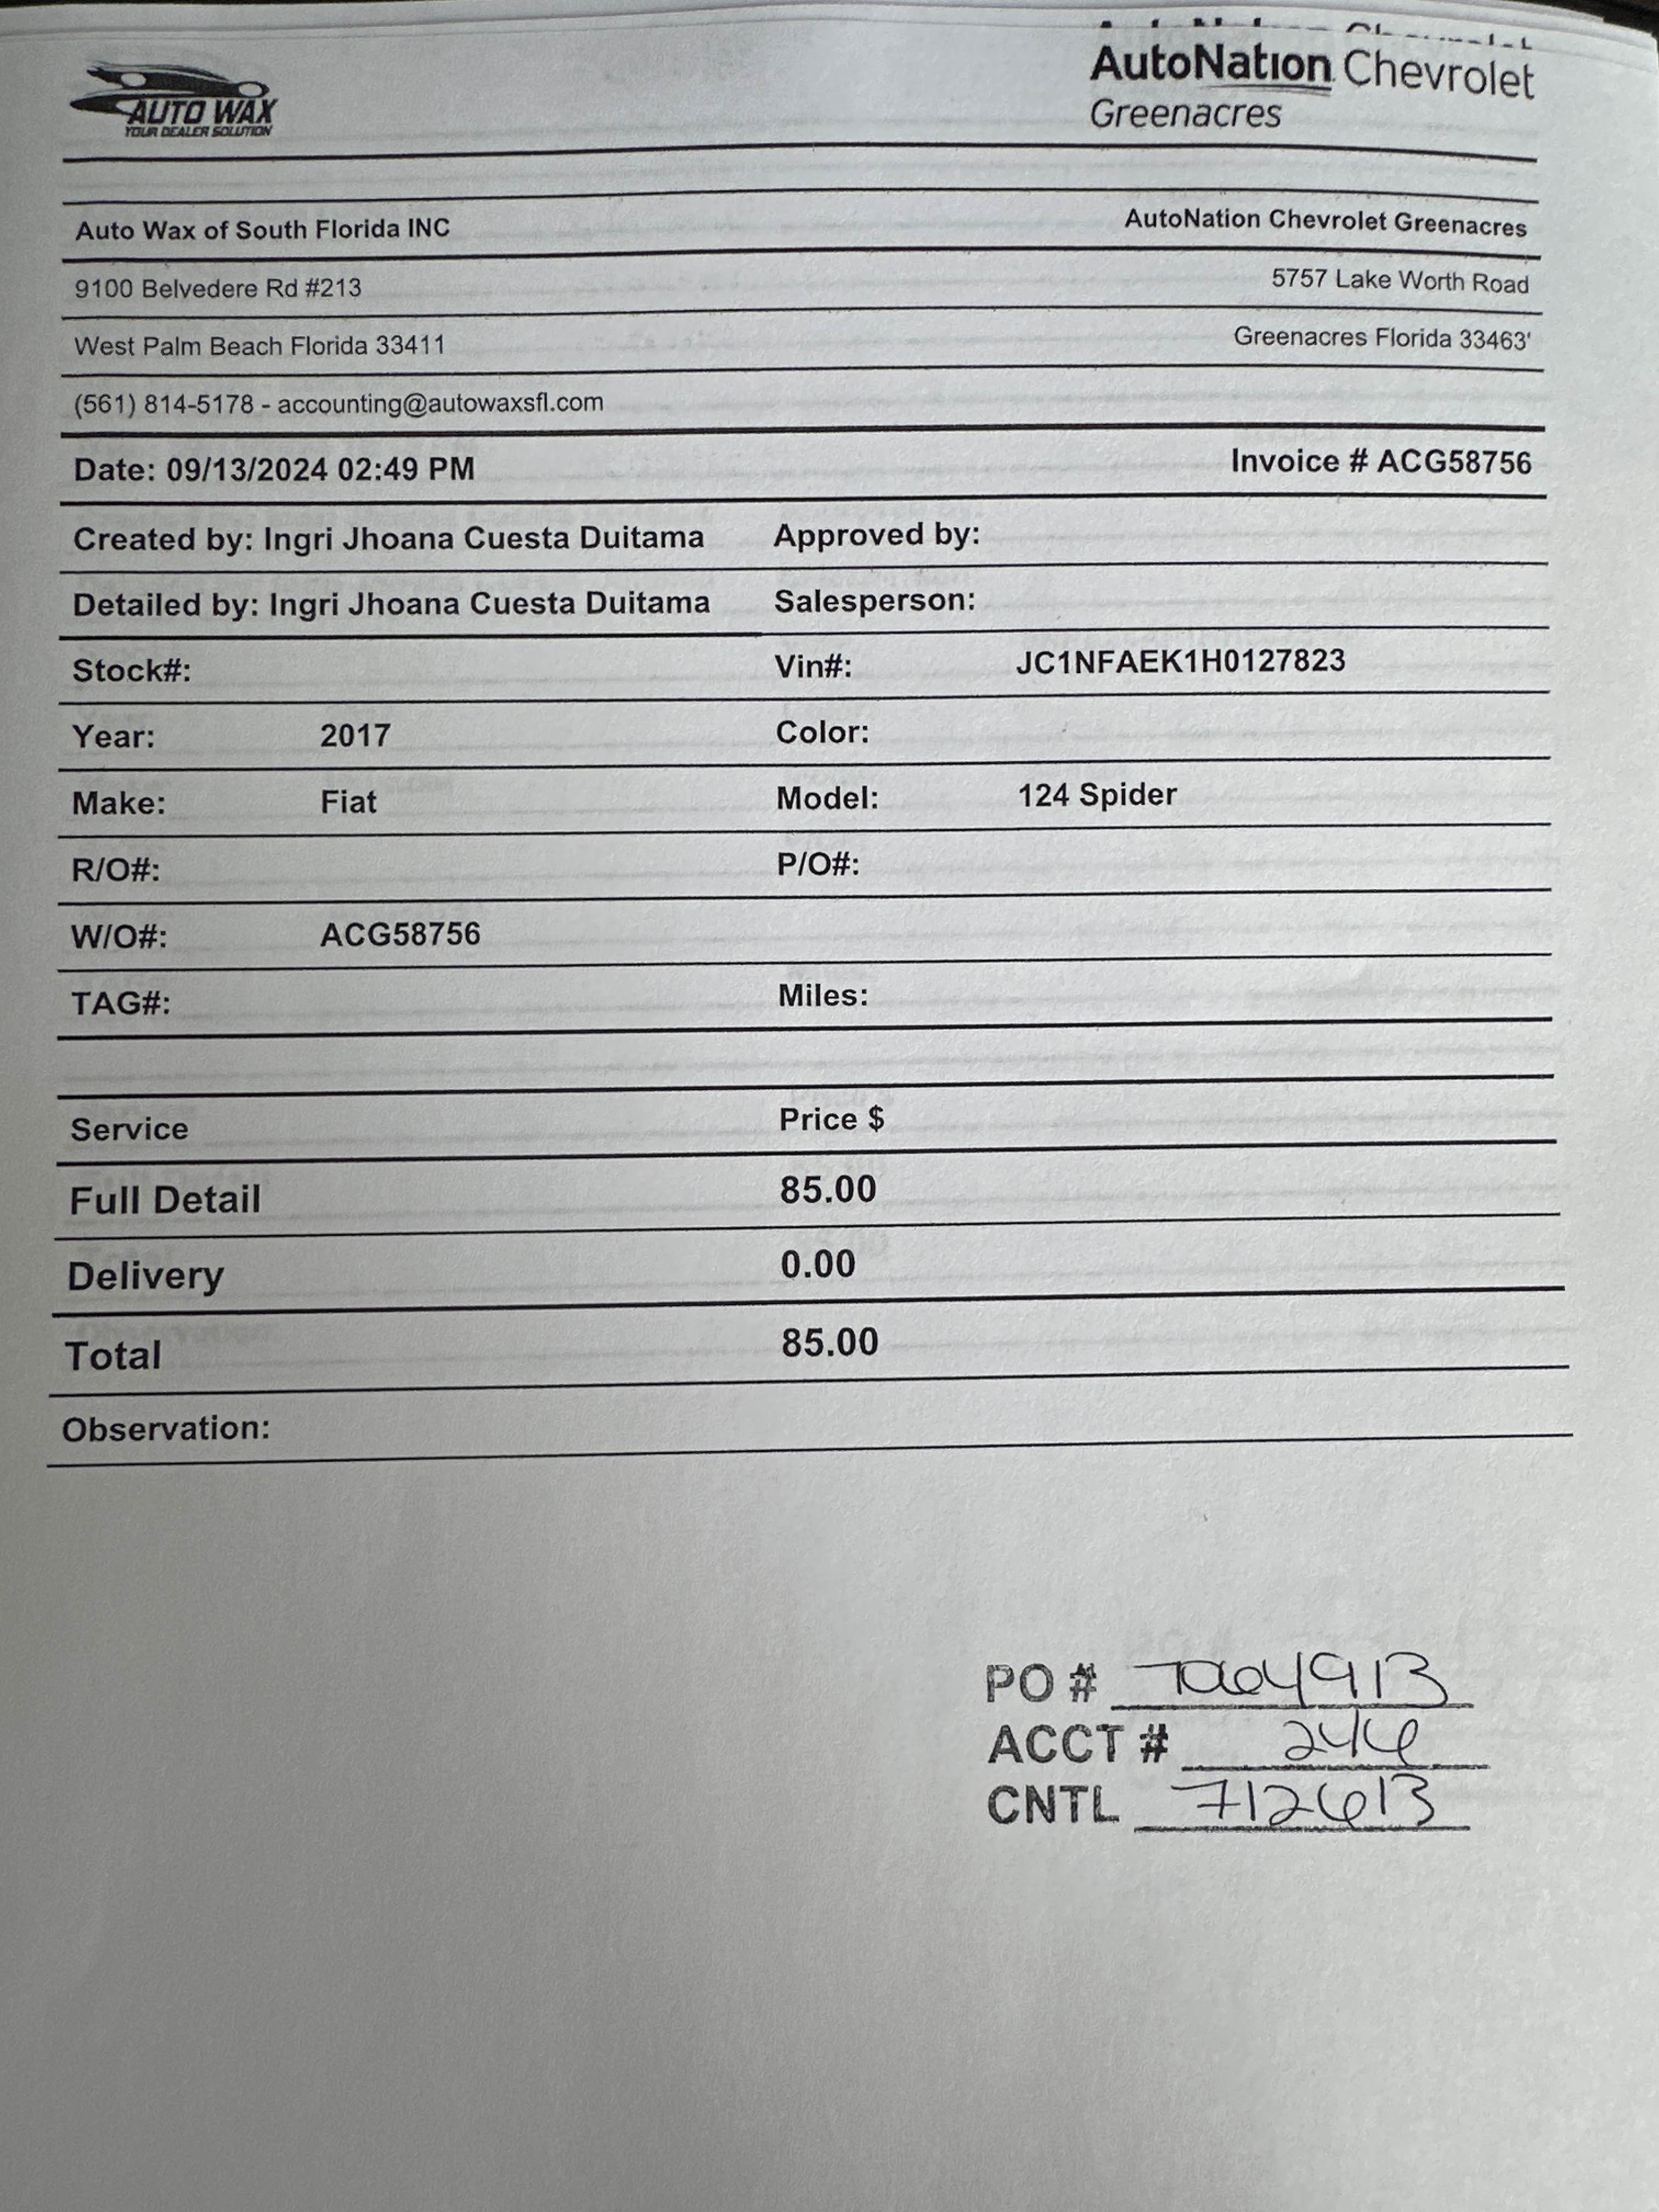 AUTO WAX
YOUR DEALER SOLUTION
AutoNation Chevrolet
Greenacres
Auto Wax of South Florida INC
AutoNation Chevrolet Greenacres
9100 Belvedere Rd #213
5757 Lake Worth Road
West Palm Beach Florida 33411
Greenacres Florida 33463'
(561) 814-5178 - accounting@autowaxsfl.com
Date: 09/13/2024 02:49 PM
Invoice # ACG58756
Created by: Ingri Jhoana Cuesta Duitama Approved by:
Detailed by: Ingri Jhoana Cuesta Duitama Salesperson:
Stock#: Vin#: JC1NFAEK1H0127823
Year: 2017 Color:
Make: Fiat Model: 124 Spider
R/O#: P/O#:
W/O#: ACG58756
TAG#: Miles:
Service Price $
Full Detail 85.00
Delivery 0.00
Total 85.00
Observation:
PO #
ACCT #
CNTL 712613